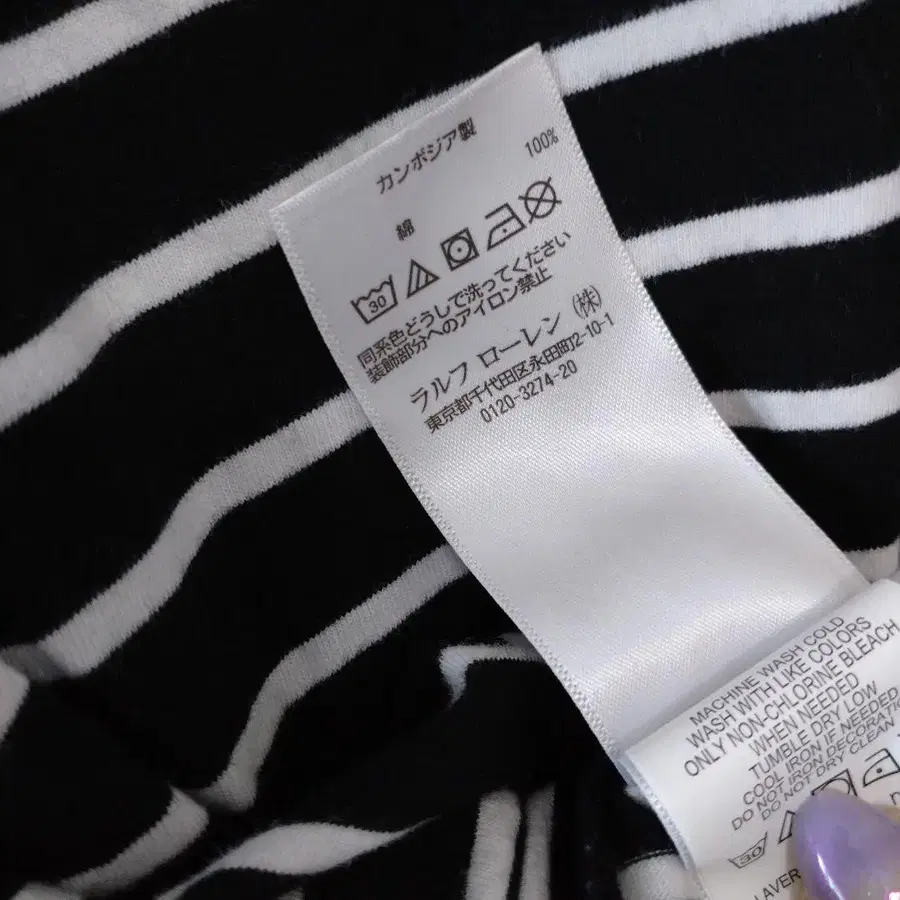 カンボジア製
綿 100%
30
同系色どうしで洗ってください
装飾部分へのアイロン禁止
ラルフ ローレン (株)
東京都千代田区永田町2-10-1
0120-3274-20
MACHINE WASH COLD
WASH WITH LIKE COLORS
ONLY NON-CHLORINE BLEACH
WHEN NEEDED
TUMBLE DRY LOW
COOL IRON IF NEEDED
DO NOT IRON DECORATION
DO NOT DRY CLEAN
30
LAVER